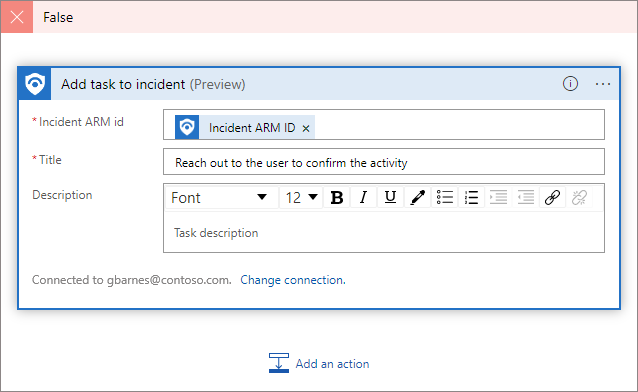 False
Add task to incident (Preview)
* Incident ARM id
Incident ARM ID ×
* Title
Reach out to the user to confirm the activity
Description
Font 12 B I U
Task description
Connected to gbarnes@contoso.com. Change connection.
Add an action